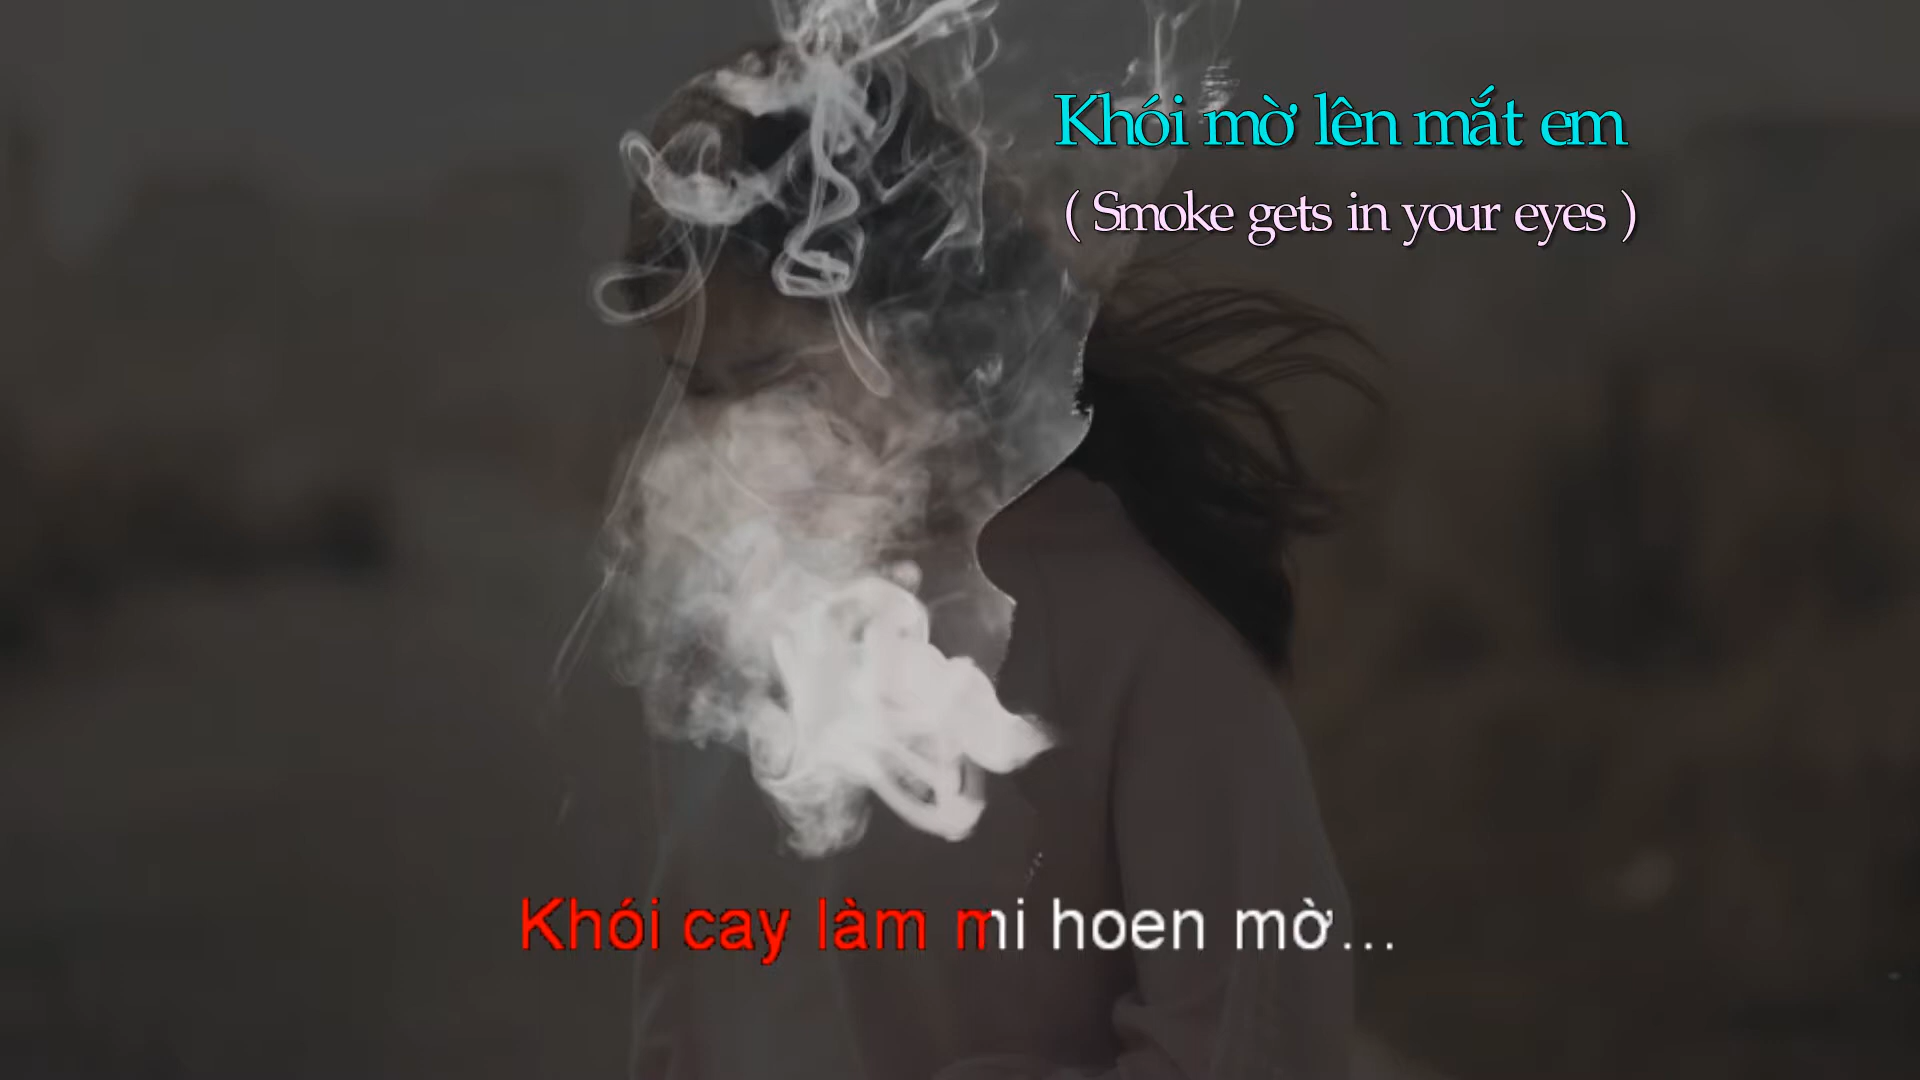 Khói mờ lên mắt em
( Smoke gets in your eyes )
Khói cay làm mi hoen mờ...